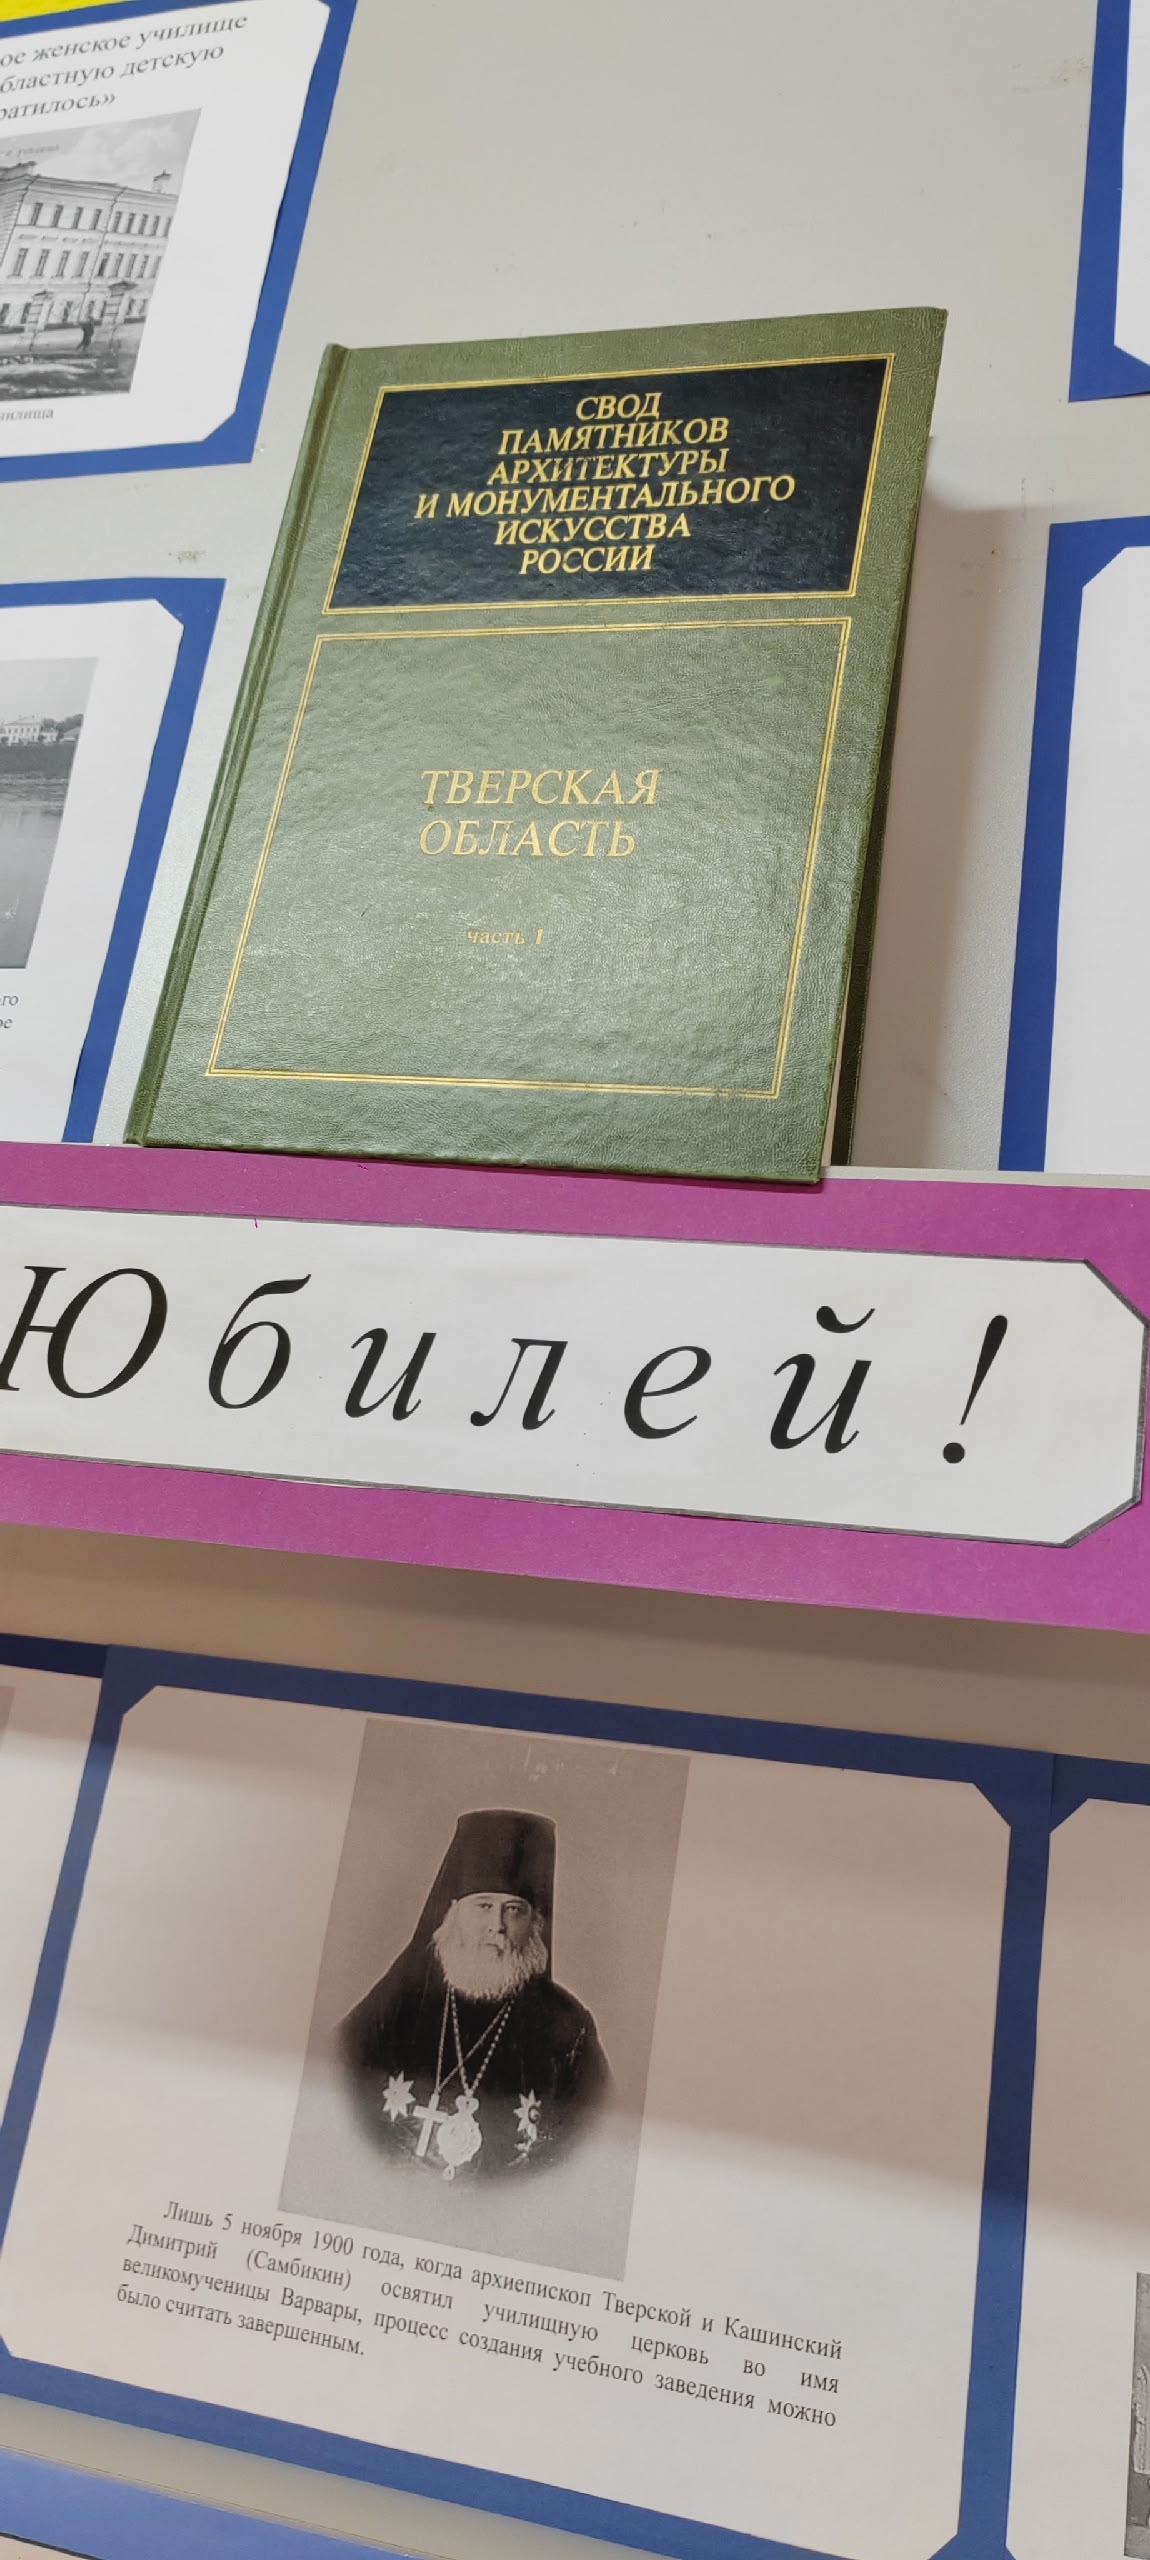 ое женское училище
бластную детскую
ратилось»
илища
СВОД
ПАМЯТНИКОВ
АРХИТЕКТУРЫ
И МОНУМЕНТАЛЬНОГО
ИСКУССТВА
РОССИИ
ТВЕРСКАЯ
ОБЛАСТЬ
часть 1
го
ое
Юбилей!
Лишь 5 ноября 1900 года, когда архиепископ Тверской и Кашинский
Димитрий (Самбикин) освятил училищную церковь во имя
великомученицы Варвары, процесс создания учебного заведения можно
было считать завершенным.